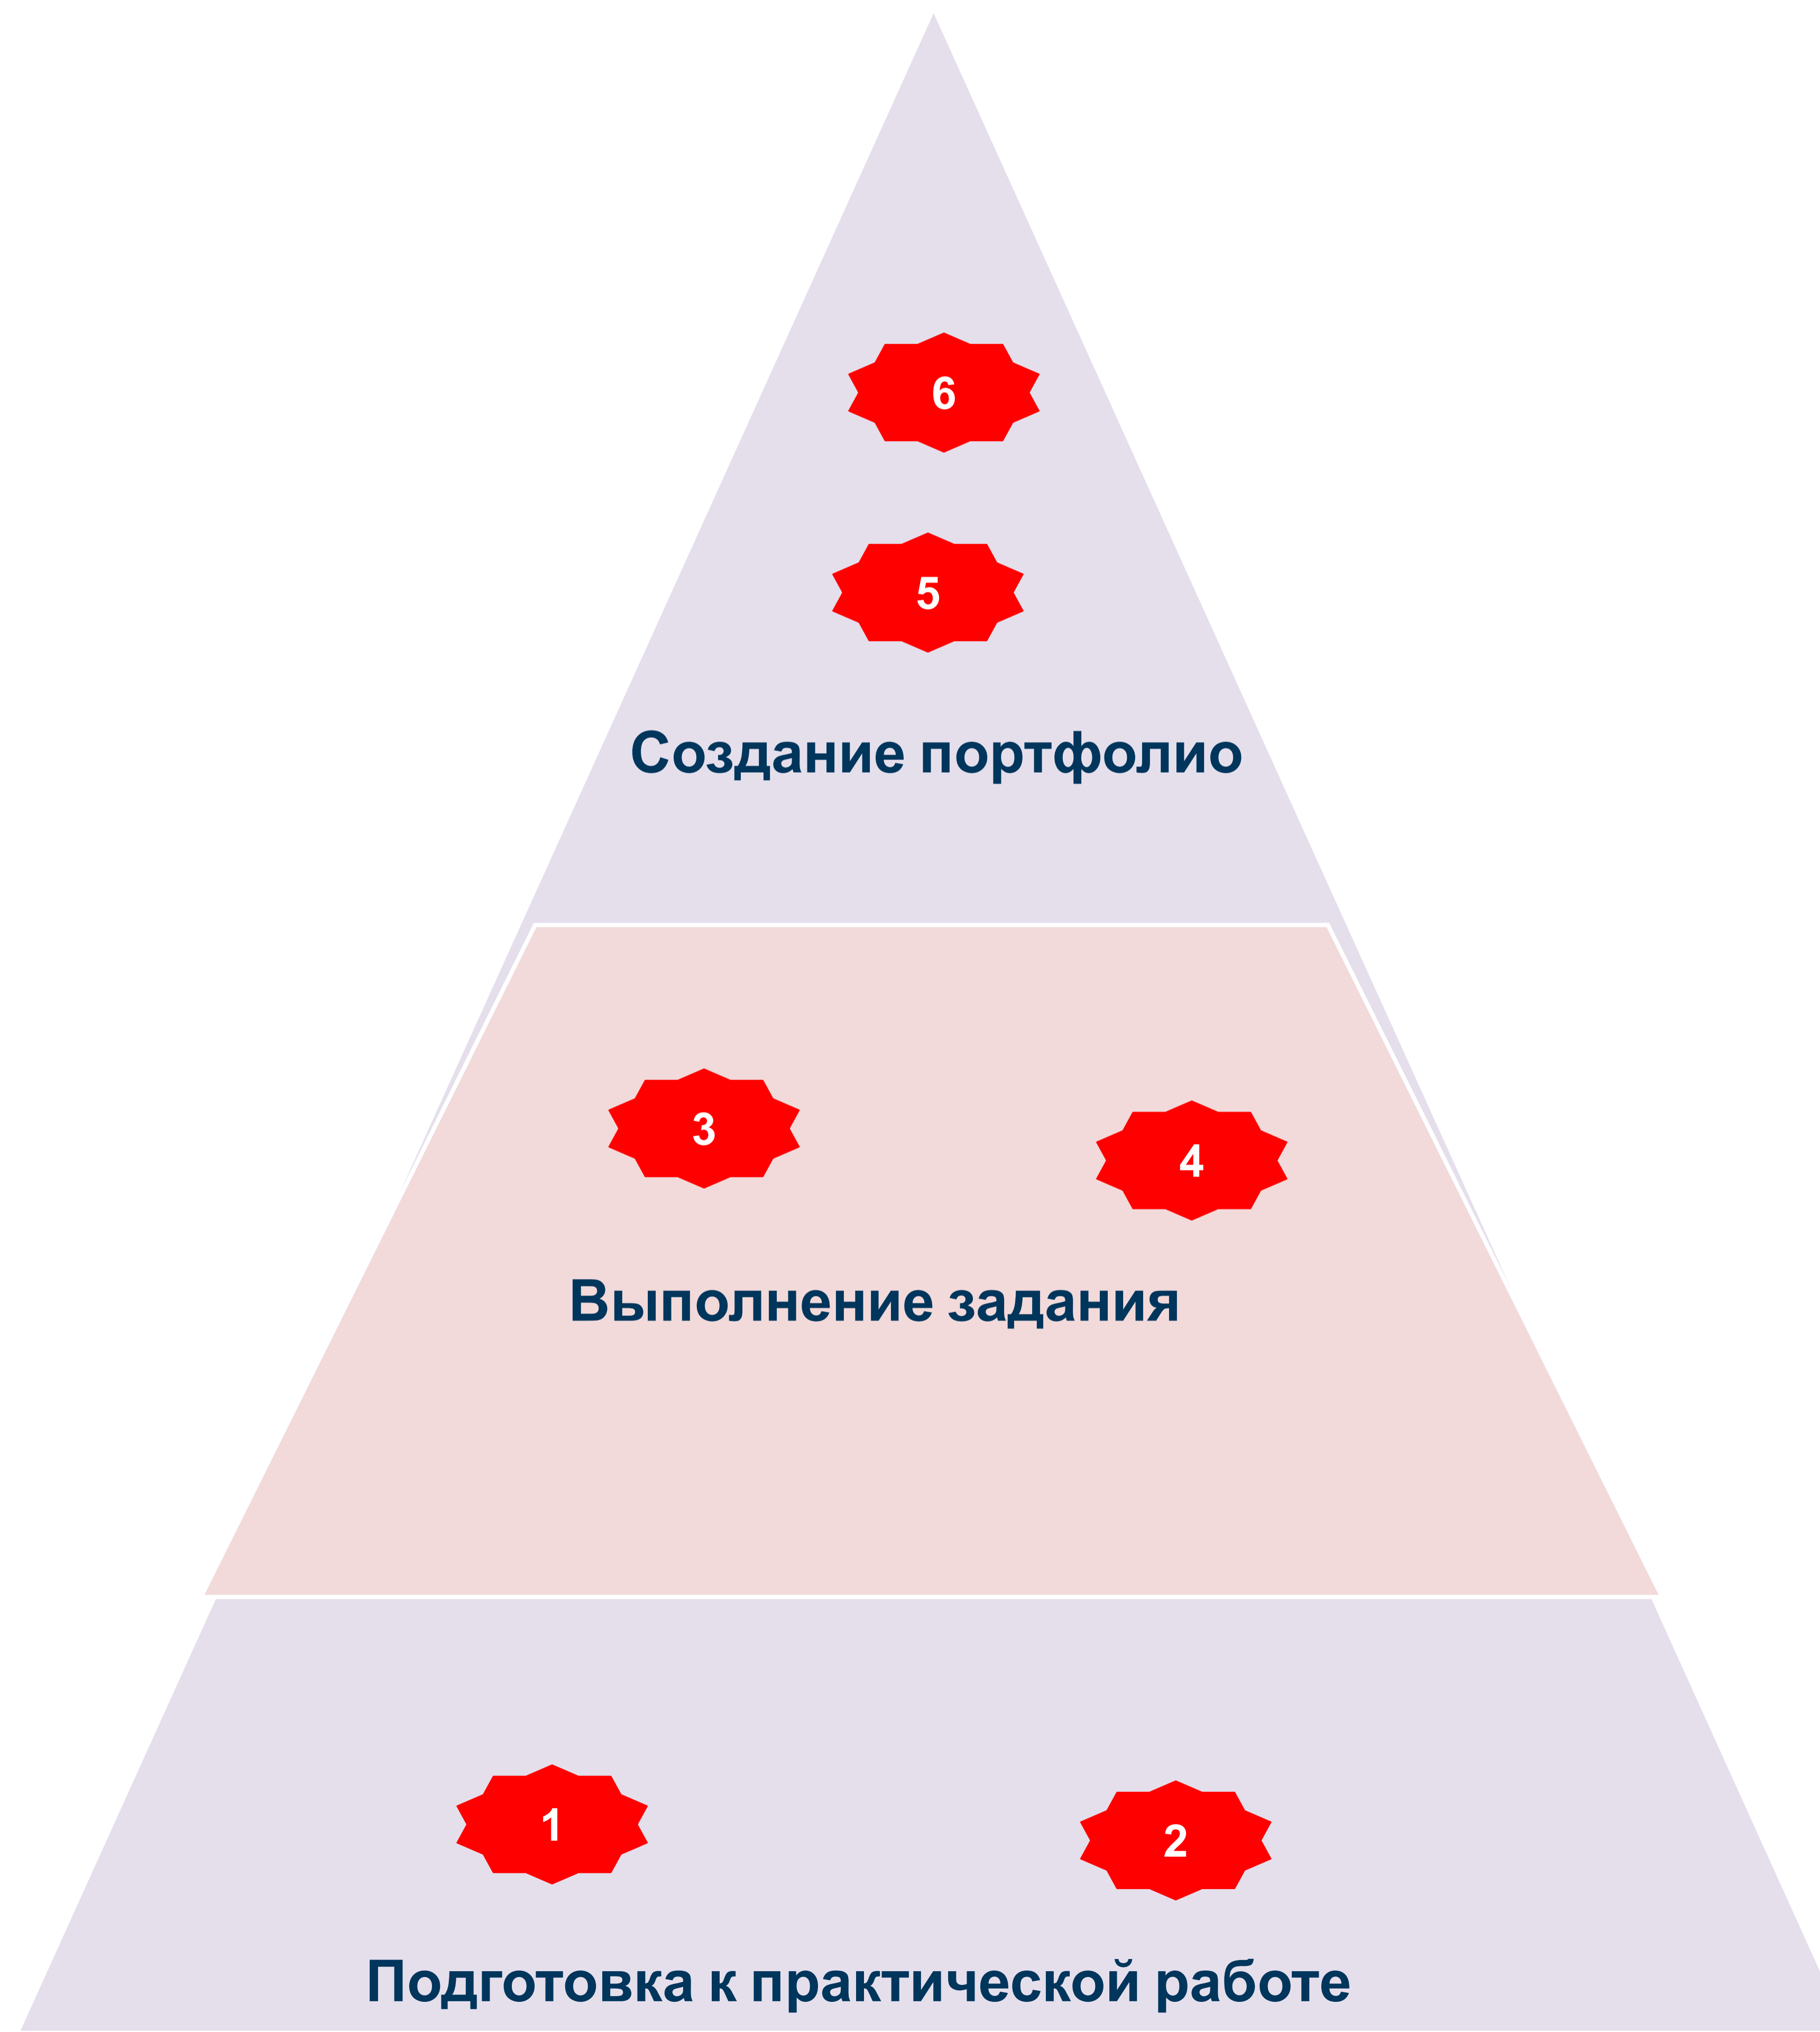 6
5
Создание портфолио
3
4
Выполнение задания
1
2
Подготовка к практической работе